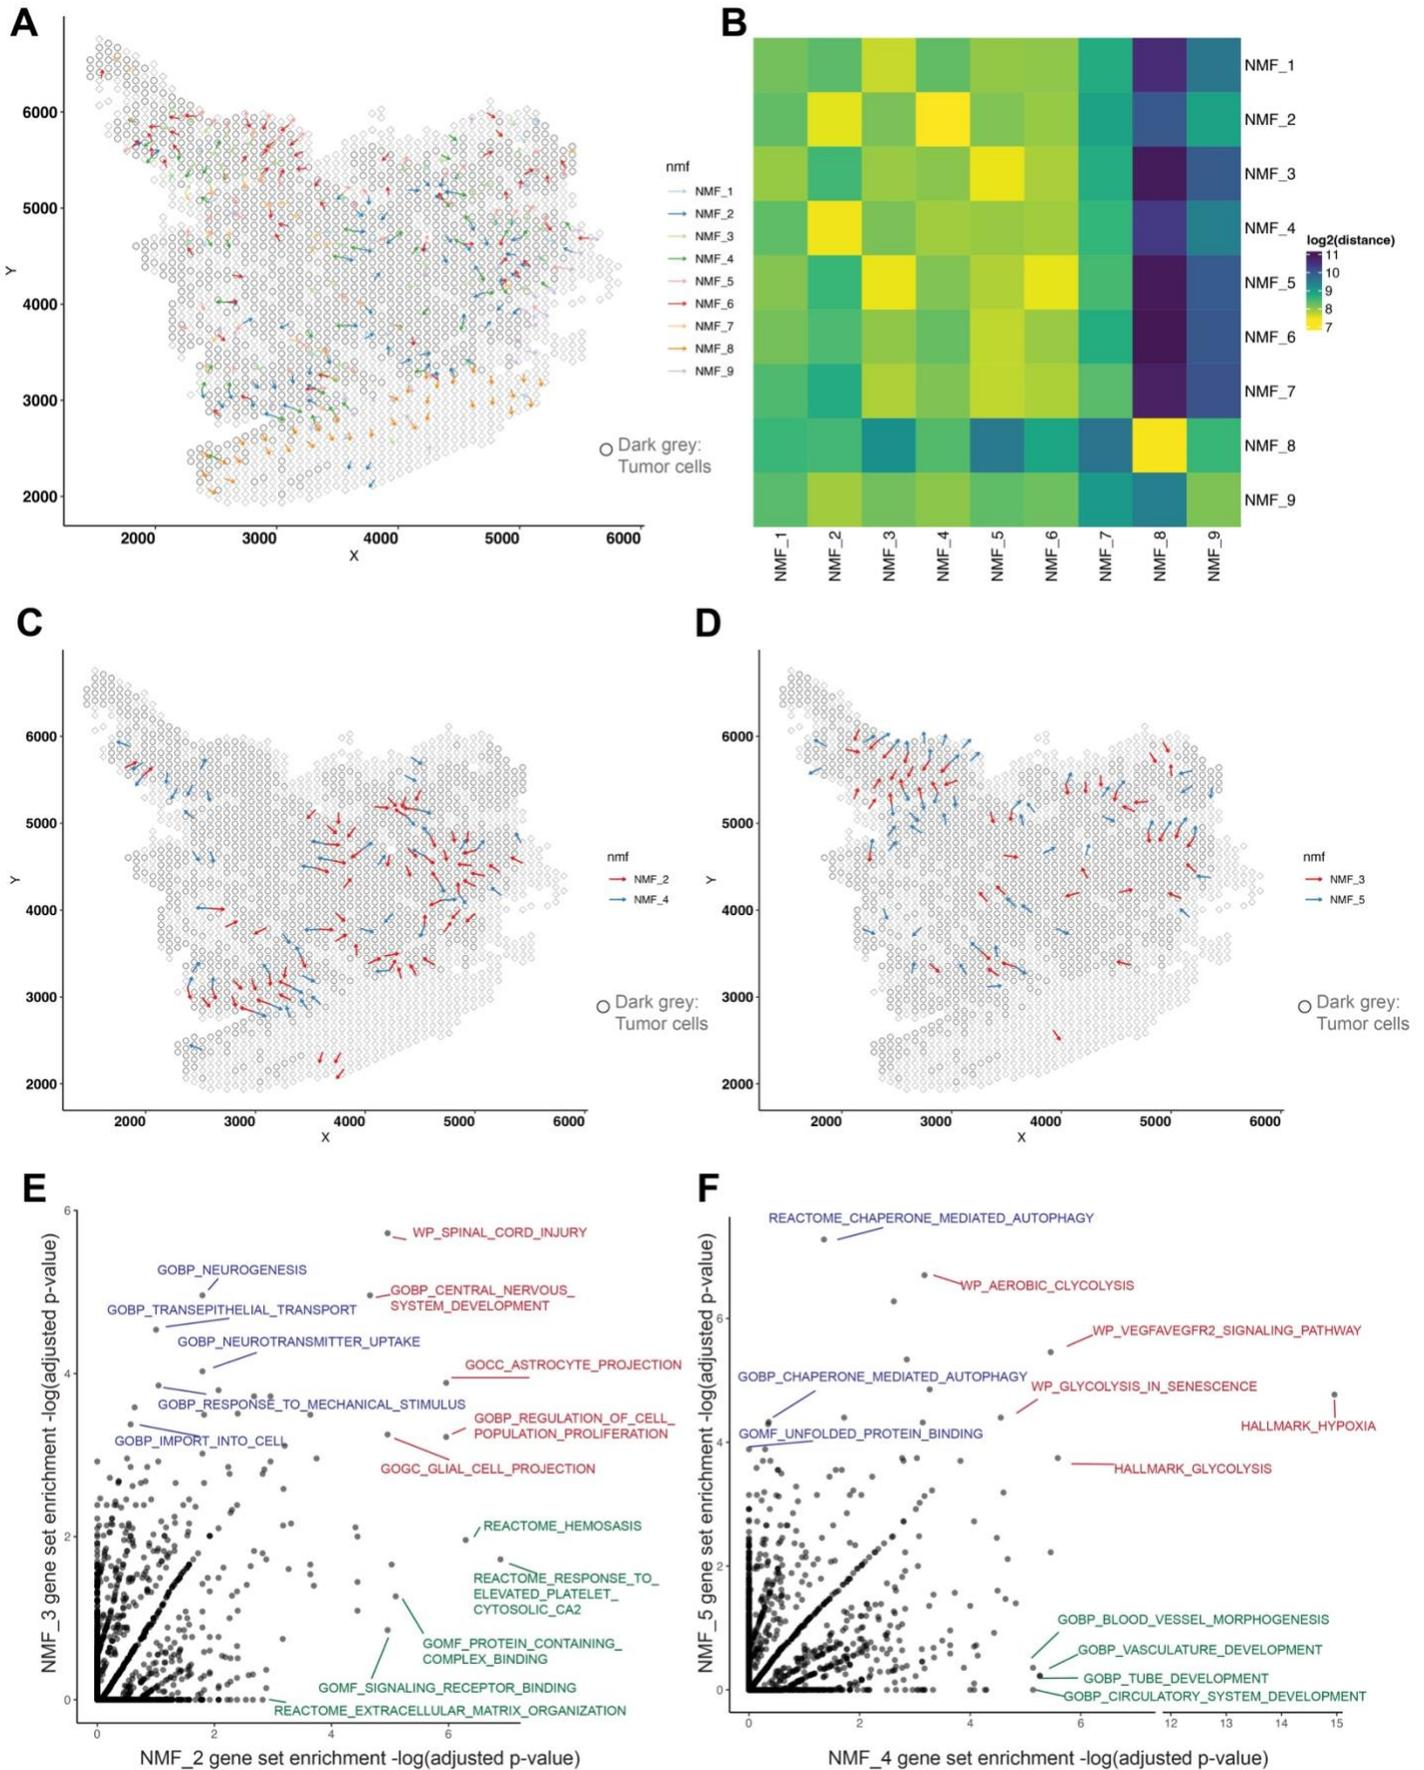 A
6000
5000
4000
3000
2000
Y
2000 3000 4000 5000 6000
X
nmf
NMF_1
NMF_2
NMF_3
NMF_4
NMF_5
NMF_6
NMF_7
NMF_8
NMF_9
Dark grey:
Tumor cells
B
NMF_1
NMF_2
NMF_3
NMF_4
NMF_5
NMF_6
NMF_7
NMF_8
NMF_9
NMF_1 NMF_2 NMF_3 NMF_4 NMF_5 NMF_6 NMF_7 NMF_8 NMF_9
log2(distance)
11
10
9
8
7
C
6000
5000
4000
3000
2000
Y
2000 3000 4000 5000 6000
X
nmf
NMF_2
NMF_4
Dark grey:
Tumor cells
D
6000
5000
4000
3000
2000
Y
2000 3000 4000 5000 6000
X
nmf
NMF_3
NMF_5
Dark grey:
Tumor cells
E
NMF_3 gene set enrichment -log(adjusted p-value)
6
4
2
0
WP_SPINAL_CORD_INJURY
GOBP_NEUROGENESIS
GOBP_CENTRAL_NERVOUS_
SYSTEM_DEVELOPMENT
GOBP_TRANSEPITHELIAL_TRANSPORT
GOBP_NEUROTRANSMITTER_UPTAKE
GOCC_ASTROCYTE_PROJECTION
GOBP_RESPONSE_TO_MECHANICAL_STIMULUS
GOBP_REGULATION_OF_CELL_
POPULATION_PROLIFERATION
GOBP_IMPORT_INTO_CELL
GOGC_GLIAL_CELL_PROJECTION
REACTOME_HEMOSASIS
REACTOME_RESPONSE_TO_
ELEVATED_PLATELET_
CYTOSOLIC_CA2
GOMF_PROTEIN_CONTAINING_
COMPLEX_BINDING
GOMF_SIGNALING_RECEPTOR_BINDING
REACTOME_EXTRACELLULAR_MATRIX_ORGANIZATION
0 2 4 6
NMF_2 gene set enrichment -log(adjusted p-value)
F
NMF_5 gene set enrichment -log(adjusted p-value)
6
4
2
0
REACTOME_CHAPERONE_MEDIATED_AUTOPHAGY
WP_AEROBIC_CLYCOLYSIS
WP_VEGFAVEGFR2_SIGNALING_PATHWAY
GOBP_CHAPERONE_MEDIATED_AUTOPHAGY
WP_GLYCOLYSIS_IN_SENESCENCE
HALLMARK_HYPOXIA
GOMF_UNFOLDED_PROTEIN_BINDING
HALLMARK_GLYCOLYSIS
GOBP_BLOOD_VESSEL_MORPHOGENESIS
GOBP_VASCULATURE_DEVELOPMENT
GOBP_TUBE_DEVELOPMENT
GOBP_CIRCULATORY_SYSTEM_DEVELOPMENT
0 2 4 6 12 13 14 15
NMF_4 gene set enrichment -log(adjusted p-value)